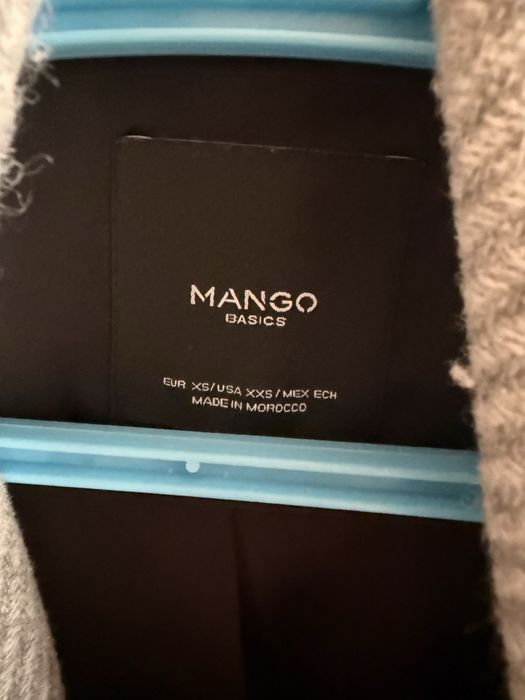 MANGO
BASICS
EUR XS/USA XXS/MEX ECH
MADE IN MOROCCO